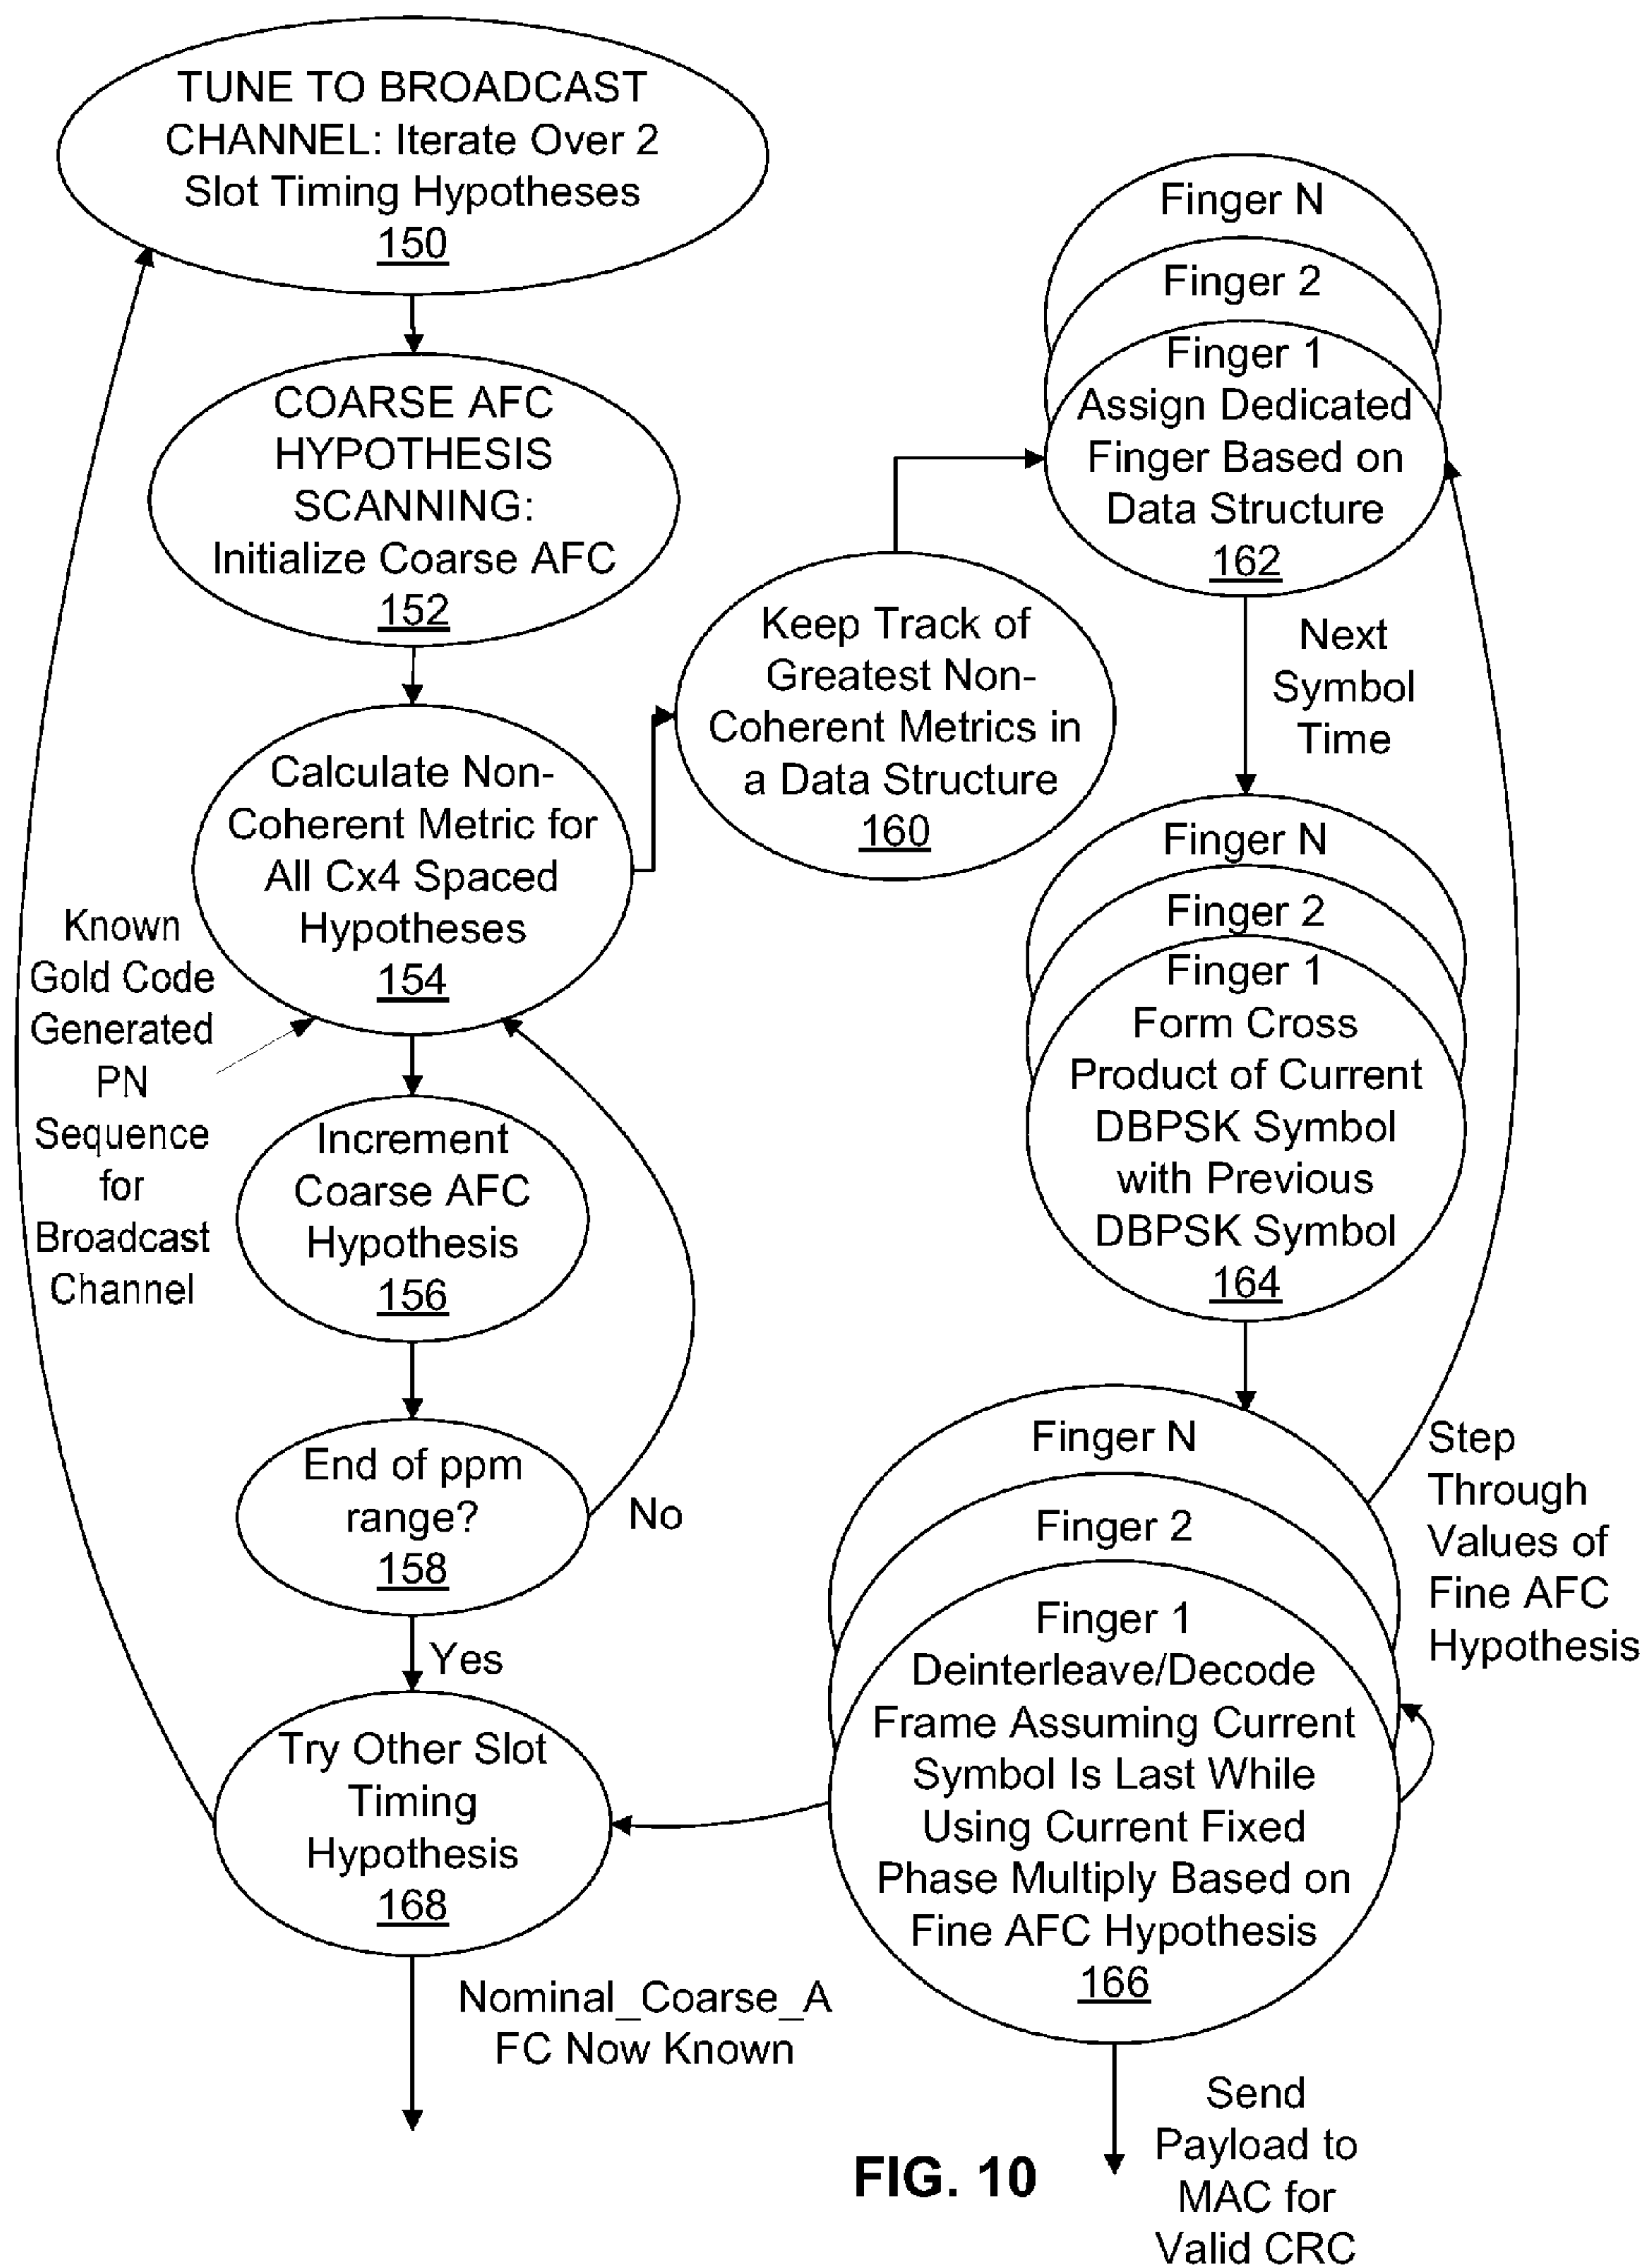 TUNE TO BROADCAST
CHANNEL: Iterate Over 2
Slot Timing Hypotheses
150
COARSE AFC
HYPOTHESIS
SCANNING:
Initialize Coarse AFC
152
Calculate Non-
Coherent Metric for
All Cx4 Spaced
Hypotheses
154
Known
Gold Code
Generated
PN
Sequence
for
Broadcast
Channel
Increment
Coarse AFC
Hypothesis
156
End of ppm
range?
158
No
Yes
Try Other Slot
Timing
Hypothesis
168
Nominal_Coarse_A
FC Now Known
Keep Track of
Greatest Non-
Coherent Metrics in
a Data Structure
160
Finger N
Finger 2
Finger 1
Assign Dedicated
Finger Based on
Data Structure
162
Next
Symbol
Time
Finger N
Finger 2
Finger 1
Form Cross
Product of Current
DBPSK Symbol
with Previous
DBPSK Symbol
164
Finger N
Finger 2
Finger 1
Deinterleave/Decode
Frame Assuming Current
Symbol Is Last While
Using Current Fixed
Phase Multiply Based on
Fine AFC Hypothesis
166
Step
Through
Values of
Fine AFC
Hypothesis
Send
Payload to
MAC for
Valid CRC
FIG. 10